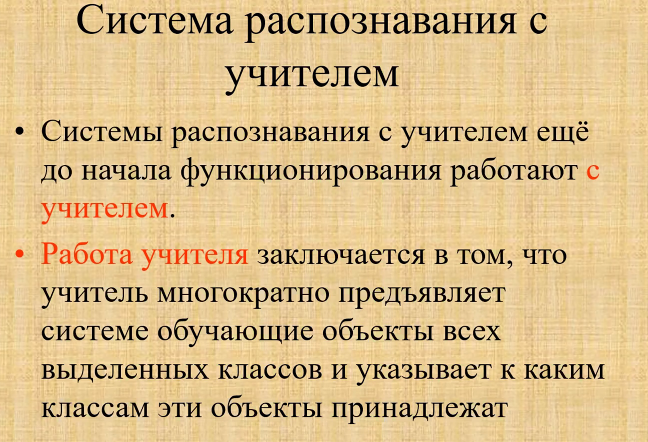 Система распознавания с
учителем
• Системы распознавания с учителем ещё
до начала функционирования работают с
учителем.
• Работа учителя заключается в том, что
учитель многократно предъявляет
системе обучающие объекты всех
выделенных классов и указывает к каким
классам эти объекты принадлежат